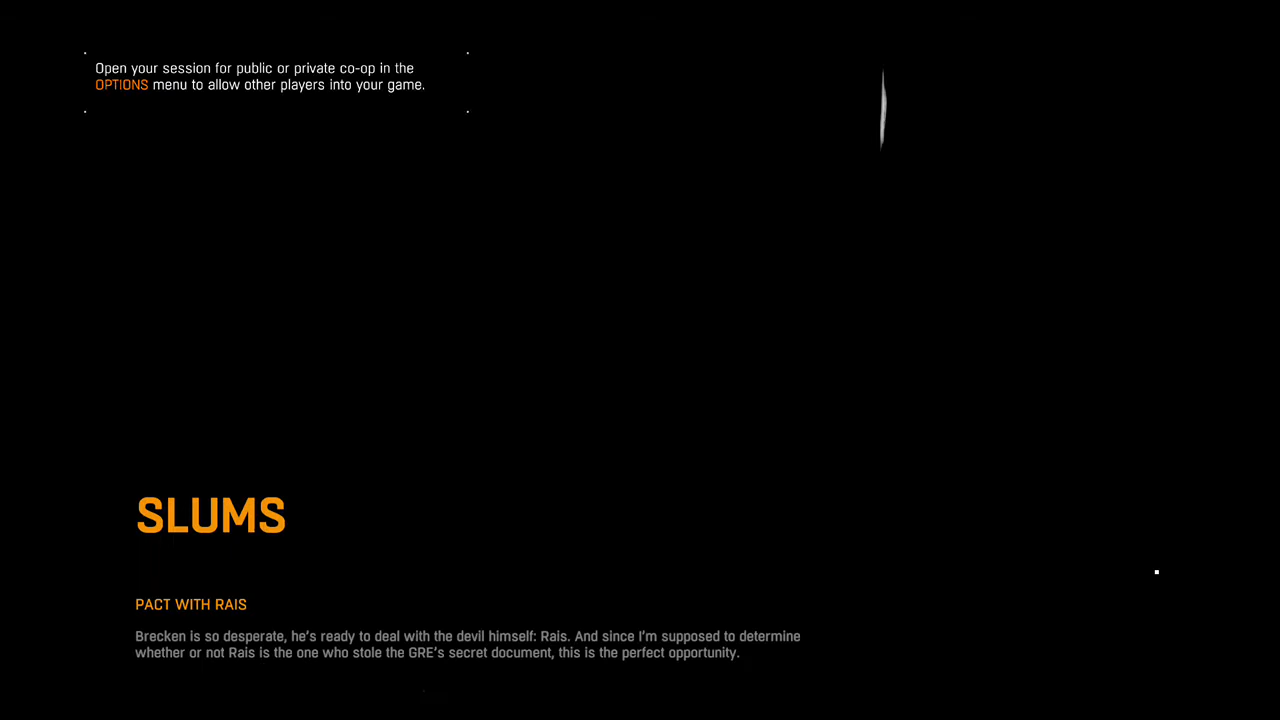 Open your session for public or private co-op in the
OPTIONS menu to allow other players into your game.
SLUMS
PACT WITH RAIS
Brecken is so desperate, he's ready to deal with the devil himself: Rais. And since I'm supposed to determine
whether or not Rais is the one who stole the GRE's secret document, this is the perfect opportunity.